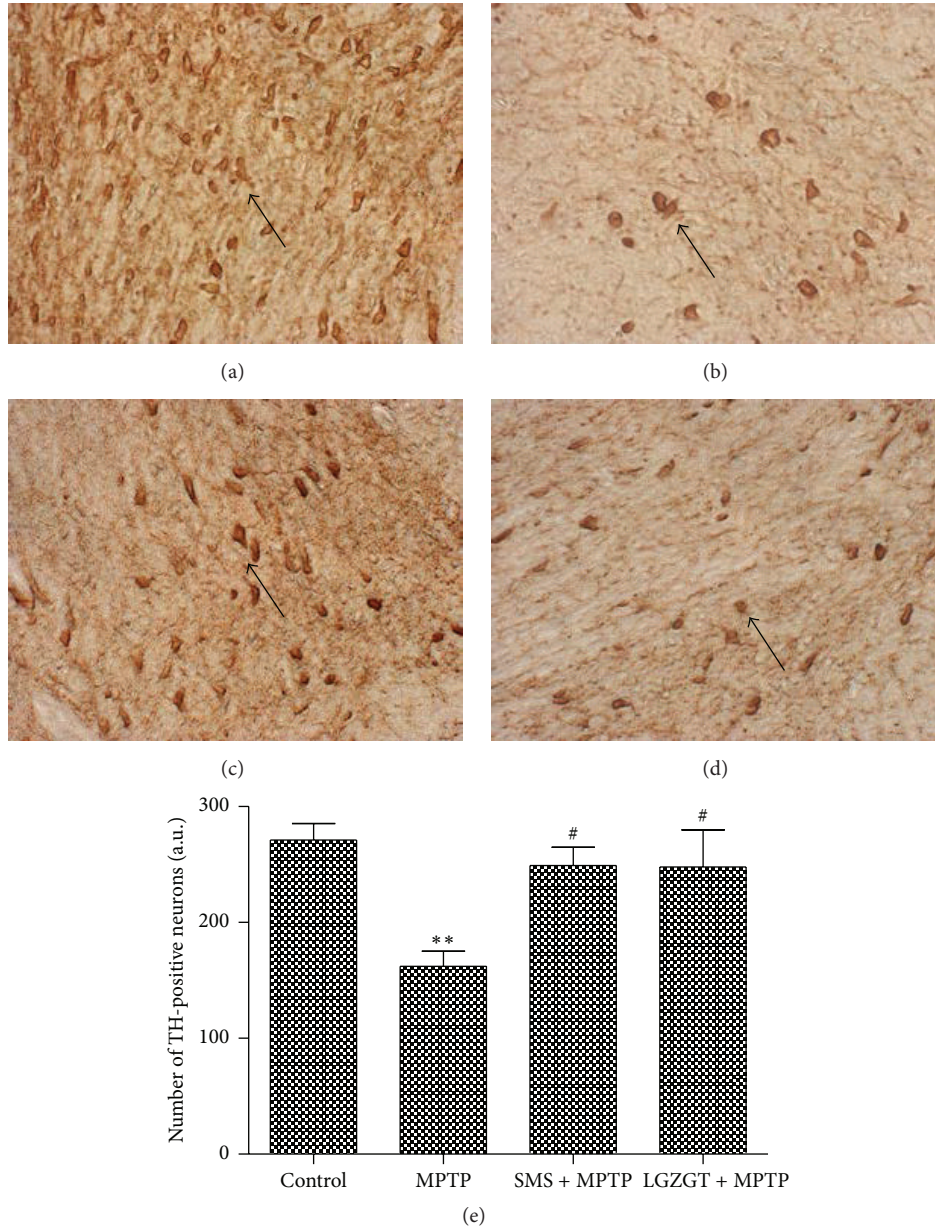 (a)
(b)
(c)
(d)
Number of TH-positive neurons (a.u.)
300
200
100
0
**
#
#
Control
MPTP
SMS + MPTP
LGZGT + MPTP
(e)